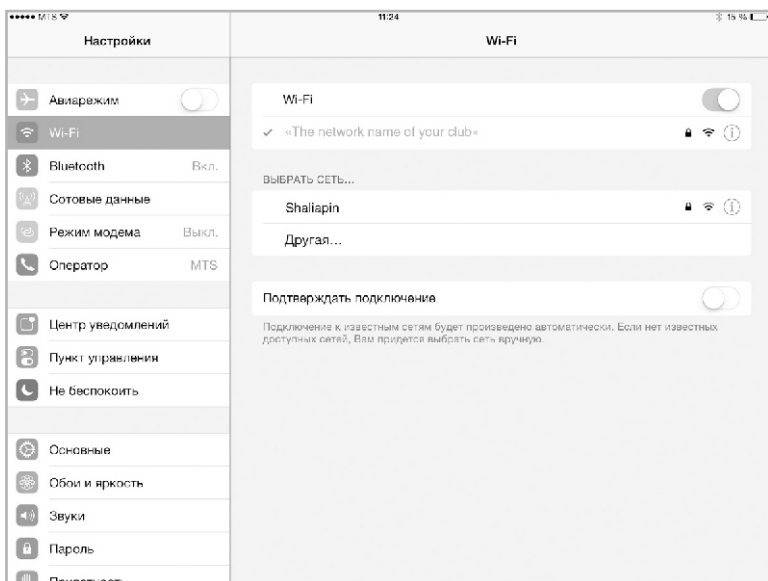 MTS 11:24 15 %
Настройки
Wi-Fi
Авиарежим
Wi-Fi
Bluetooth Вкл.
Сотовые данные
Режим модема Выкл.
Оператор MTS
Центр уведомлений
Пункт управления
Не беспокоить
Основные
Обои и яркость
Звуки
Пароль
Wi-Fi
«The network name of your club»
ВЫБРАТЬ СЕТЬ...
Shaliapin
Другая...
Подтверждать подключение
Подключение к известным сетям будет произведено автоматически. Если нет известных
доступных сетей, Вам придется выбрать сеть вручную.